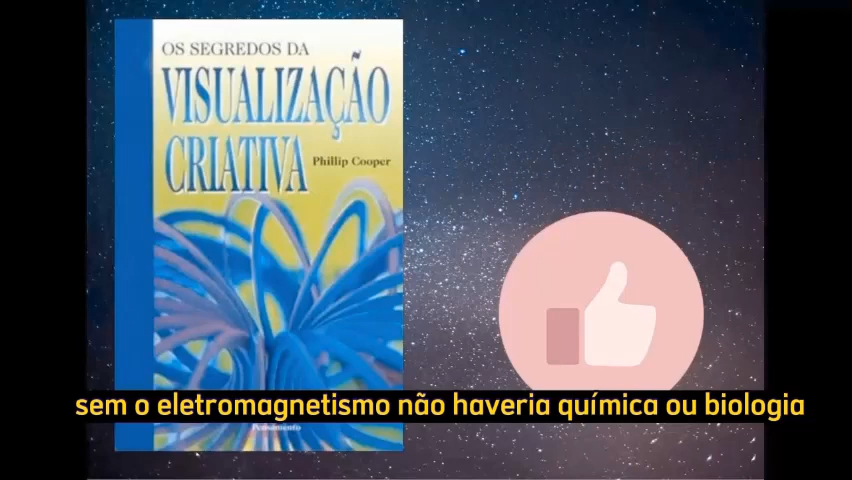 OS SEGREDOS DA
VISUALIZAÇÃO
CRIATIVA
Phillip Cooper
sem o eletromagnetismo não haveria química ou biologia
Pensamento